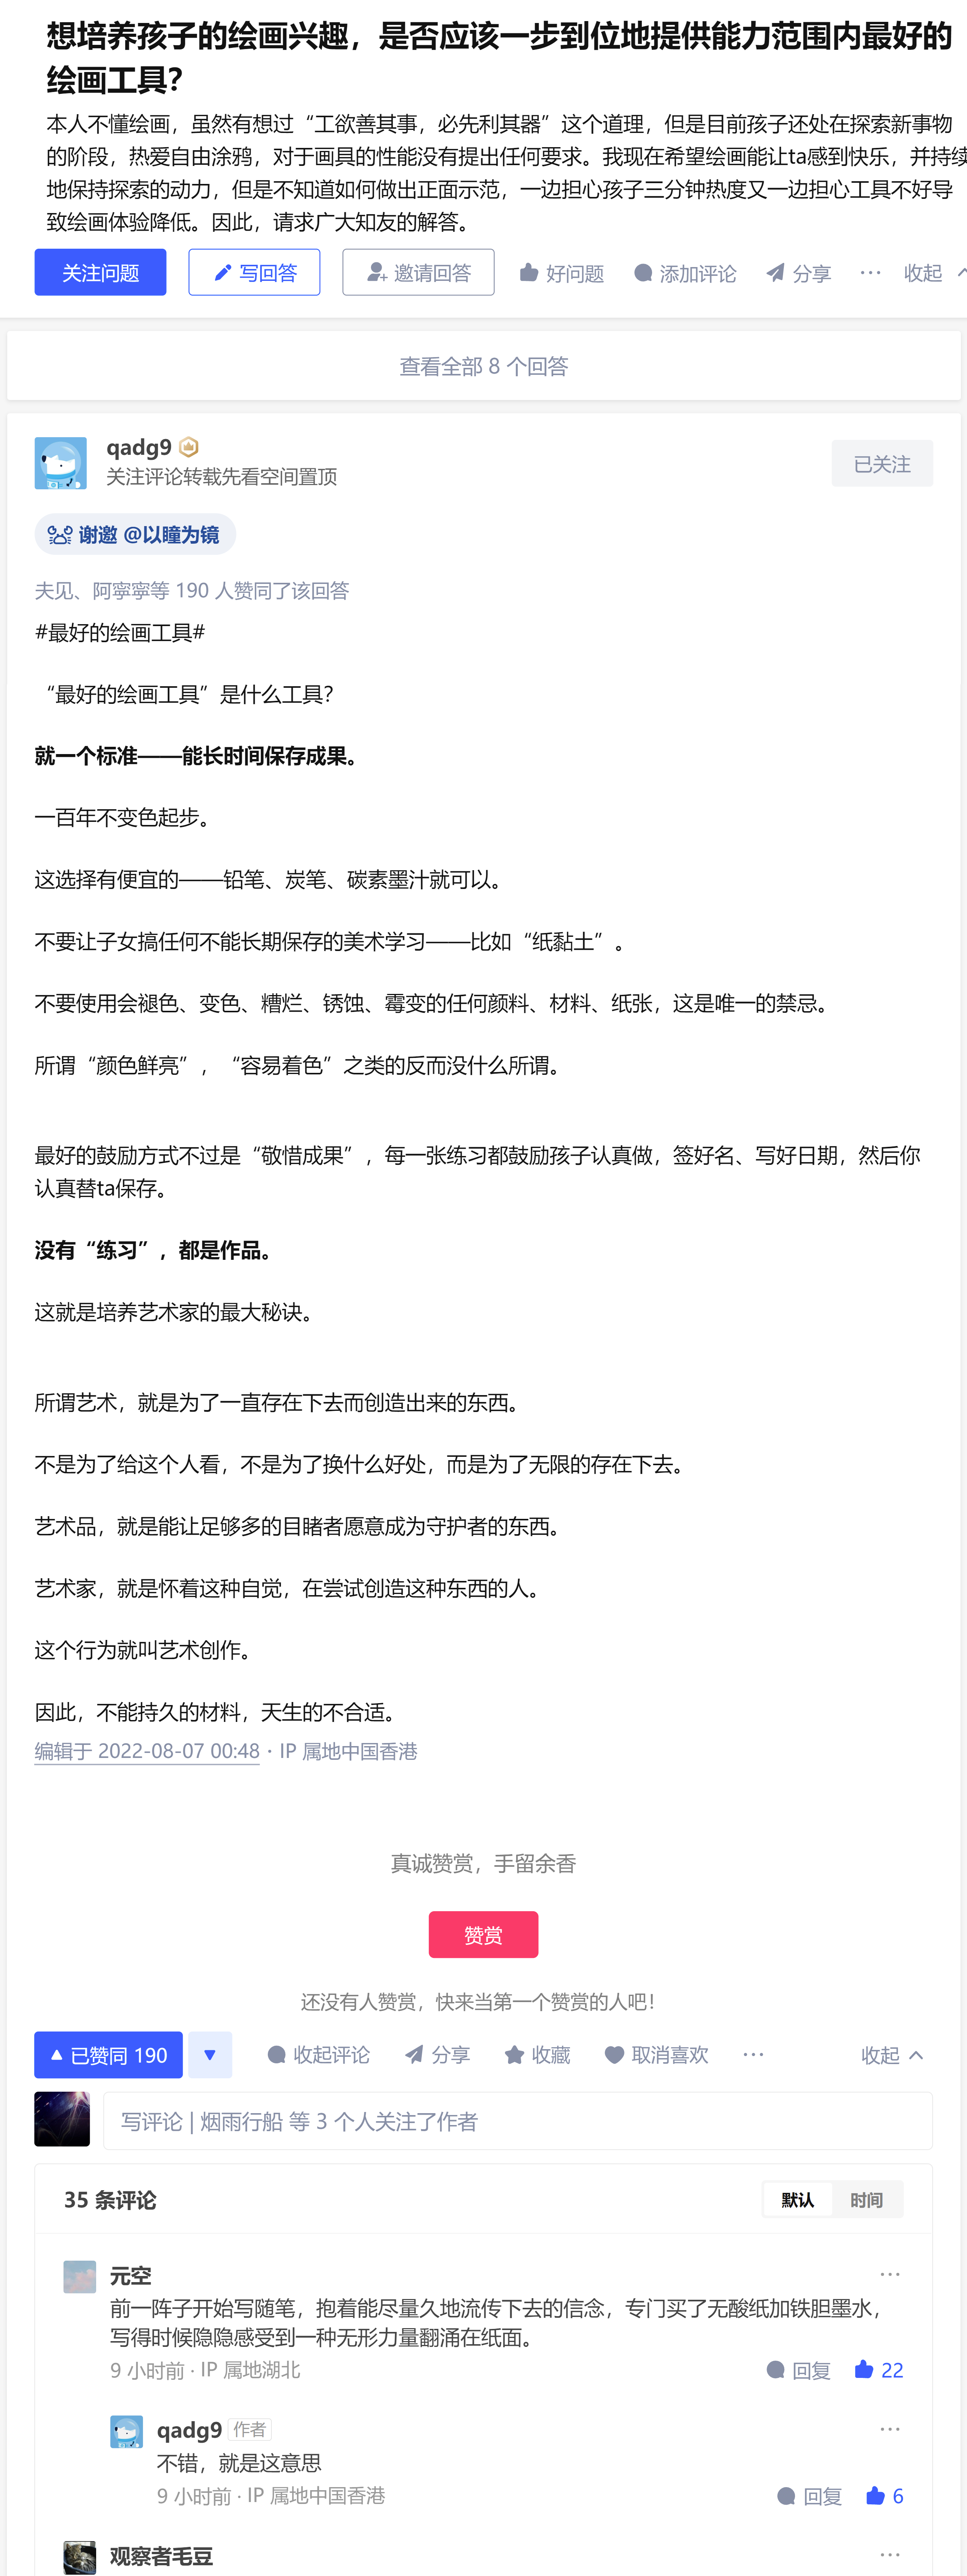 想培养孩子的绘画兴趣，是否应该一步到位地提供能力范围内最好的
绘画工具？
本人不懂绘画，虽然有想过“工欲善其事，必先利其器”这个道理，但是目前孩子还处在探索新事物
的阶段，热爱自由涂鸦，对于画具的性能没有提出任何要求。我现在希望绘画能让ta感到快乐，并持续
地保持探索的动力，但是不知道如何做出正面示范，一边担心孩子三分钟热度又一边担心工具不好导
致绘画体验降低。因此，请求广大知友的解答。
关注问题 写回答 邀请回答 好问题 添加评论 分享 ··· 收起
查看全部 8 个回答
qadg9
关注评论转载先看空间置顶
已关注
谢邀 @以瞳为镜
夫见、阿寧寧等 190 人赞同了该回答
#最好的绘画工具#
“最好的绘画工具”是什么工具？
就一个标准——能长时间保存成果。
一百年不变色起步。
这选择有便宜的——铅笔、炭笔、碳素墨汁就可以。
不要让子女搞任何不能长期保存的美术学习——比如“纸黏土”。
不要使用会褪色、变色、糟烂、锈蚀、霉变的任何颜料、材料、纸张，这是唯一的禁忌。
所谓“颜色鲜亮”，“容易着色”之类的反而没什么所谓。
最好的鼓励方式不过是“敬惜成果”，每一张练习都鼓励孩子认真做，签好名、写好日期，然后你
认真替ta保存。
没有“练习”，都是作品。
这就是培养艺术家的最大秘诀。
所谓艺术，就是为了一直存在下去而创造出来的东西。
不是为了给这个人看，不是为了换什么好处，而是为了无限的存在下去。
艺术品，就是能让足够多的目睹者愿意成为守护者的东西。
艺术家，就是怀着这种自觉，在尝试创造这种东西的人。
这个行为就叫艺术创作。
因此，不能持久的材料，天生的不合适。
编辑于 2022-08-07 00:48 · IP 属地中国香港
真诚赞赏，手留余香
赞赏
还没有人赞赏，快来当第一个赞赏的人吧！
已赞同 190 收起评论 分享 收藏 取消喜欢 ··· 收起
写评论 | 烟雨行船 等 3 个人关注了作者
35 条评论 默认 时间
元空 ···
前一阵子开始写随笔，抱着能尽量久地流传下去的信念，专门买了无酸纸加铁胆墨水，
写得时候隐隐感受到一种无形力量翻涌在纸面。
9 小时前 · IP 属地湖北 回复 22
qadg9 作者 ···
不错，就是这意思
9 小时前 · IP 属地中国香港 回复 6
观察者毛豆 ···